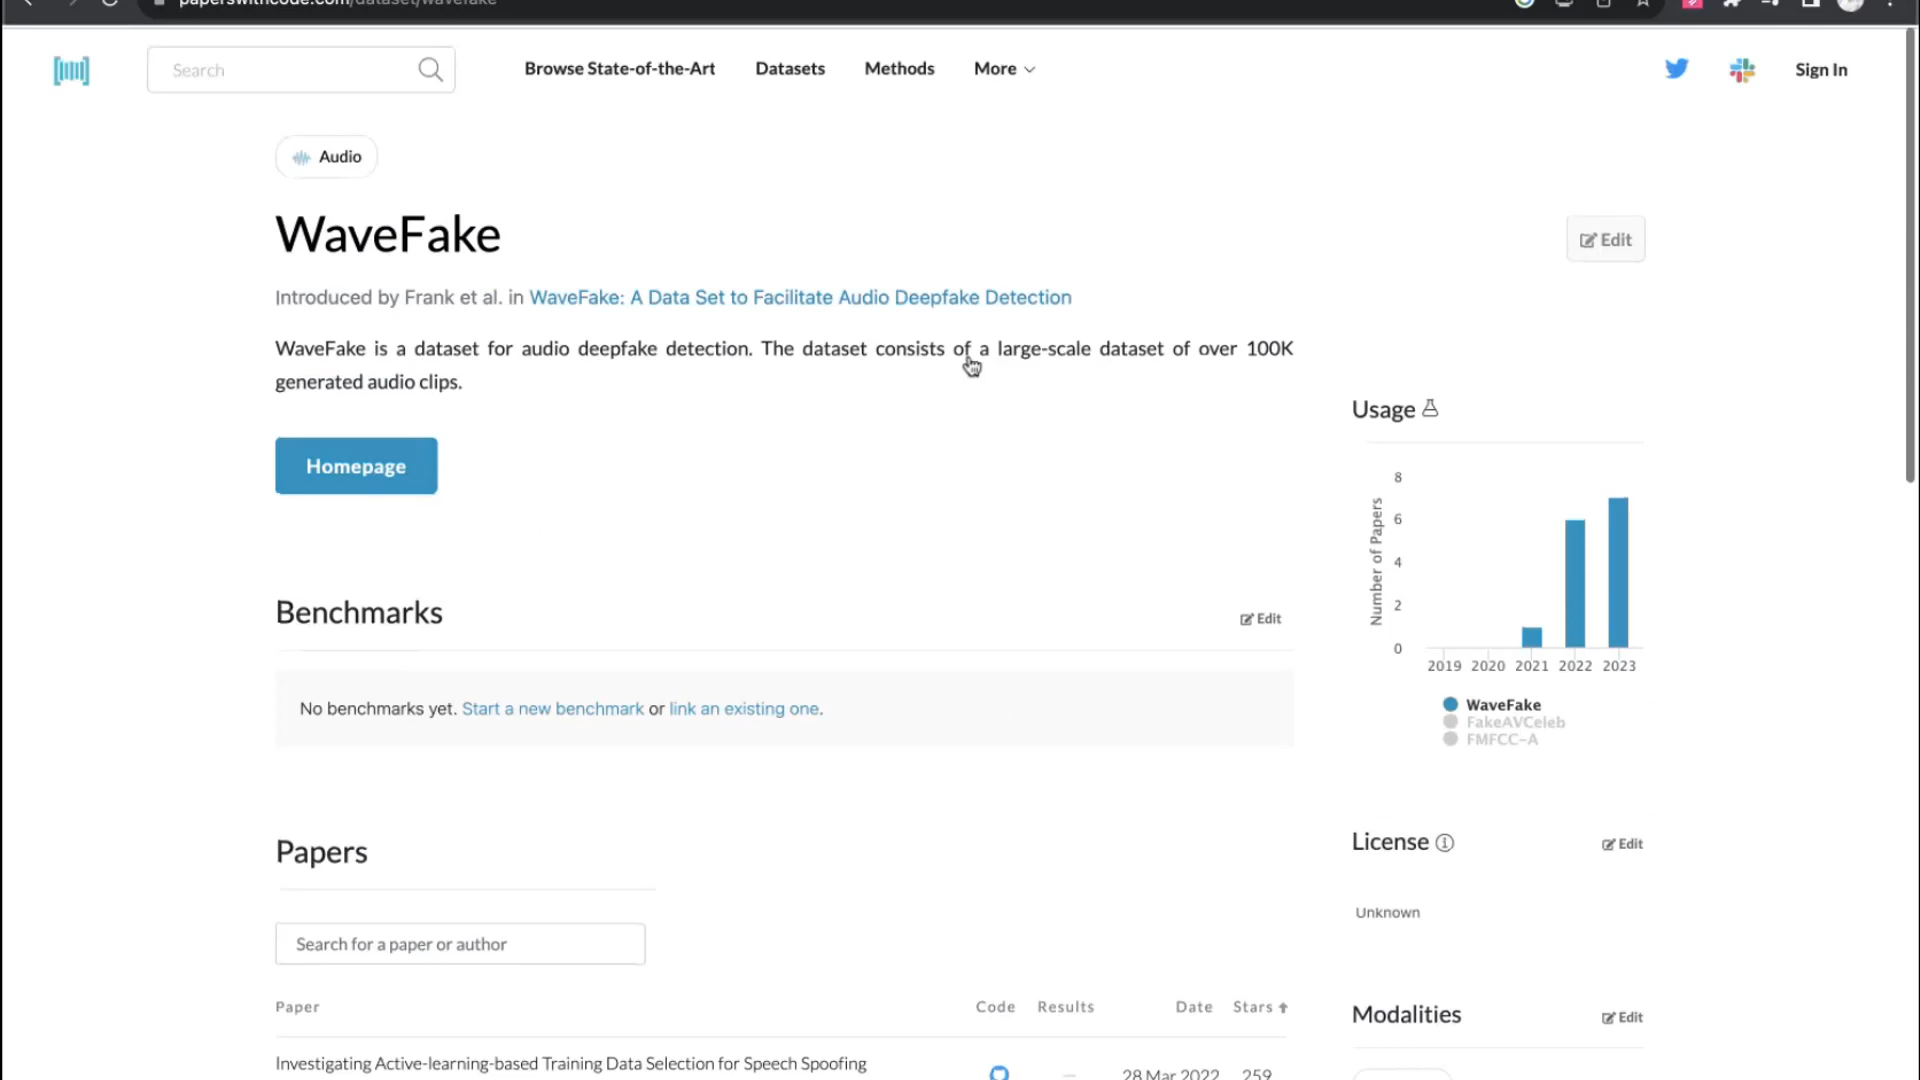 paperswithcode.com/dataset/wavefake
Search
Browse State-of-the-Art
Datasets
Methods
More
Sign In
Audio
WaveFake
Edit
Introduced by Frank et al. in WaveFake: A Data Set to Facilitate Audio Deepfake Detection
WaveFake is a dataset for audio deepfake detection. The dataset consists of a large-scale dataset of over 100K
generated audio clips.
Homepage
Usage
Number of Papers
8
6
4
2
0
2019 2020 2021 2022 2023
WaveFake
FakeAVCeleb
FMFCC-A
Benchmarks
Edit
No benchmarks yet. Start a new benchmark or link an existing one.
Papers
Search for a paper or author
License
Edit
Unknown
Paper Code Results Date Stars
Modalities
Edit
Investigating Active-learning-based Training Data Selection for Speech Spoofing
28 Mar 2022 259